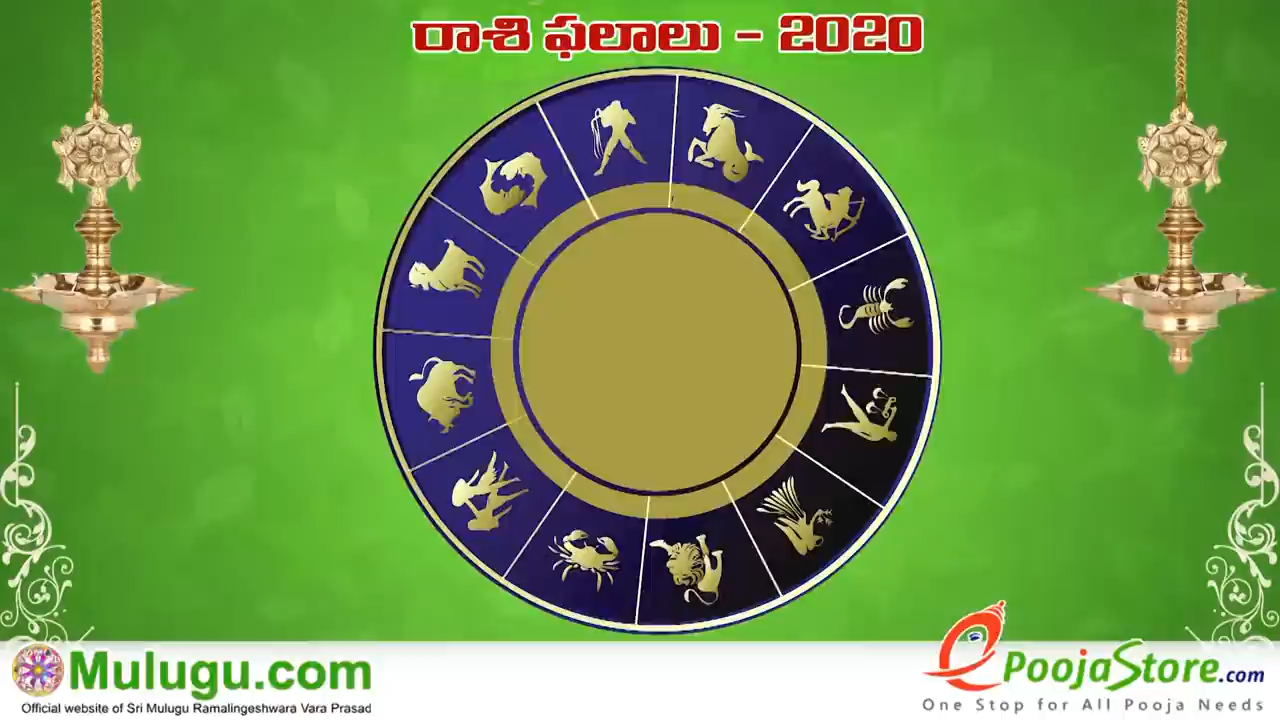 రాశి ఫలాలు - 2020
Mulugu.com
Official website of Sri Mulugu Ramalingeshwara Vara Prasad
ePoojaStore.com
One Stop for All Pooja Needs